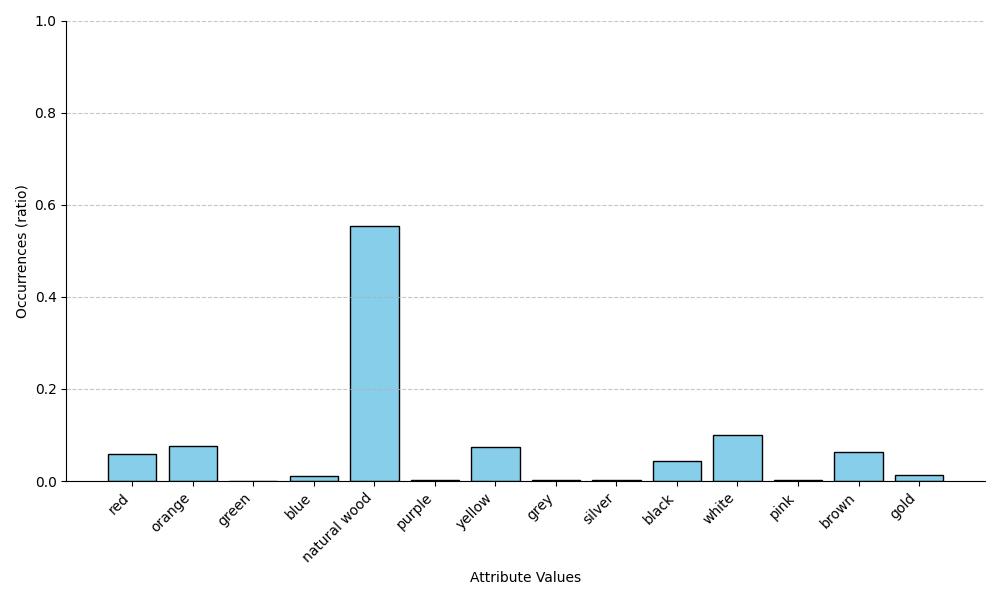 1.0
0.8
0.6
0.4
0.2
0.0
Occurrences (ratio)
red
orange
green
blue
natural wood
purple
yellow
grey
silver
black
white
pink
brown
gold
Attribute Values